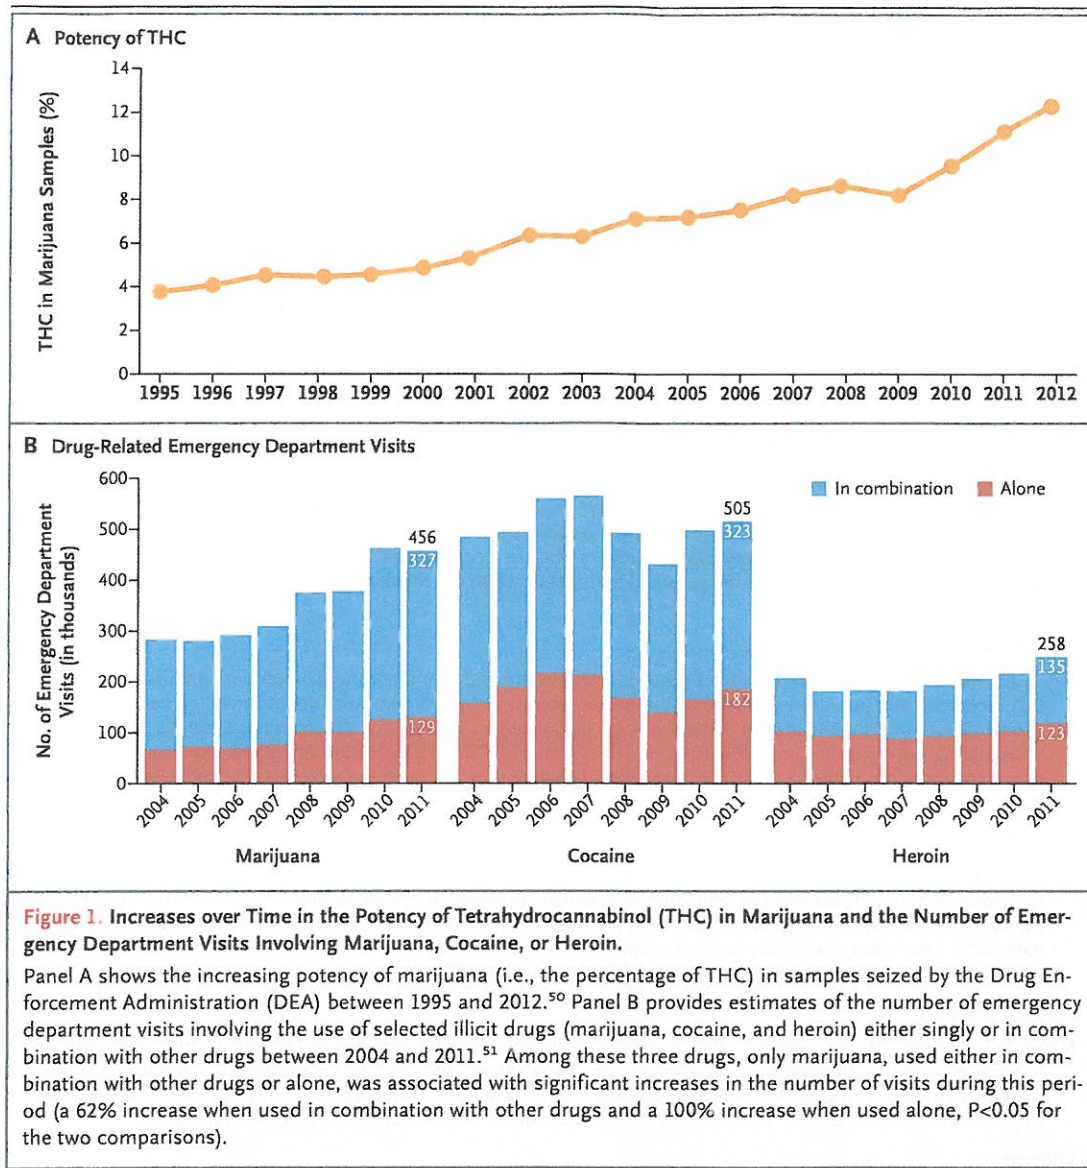 A Potency of THC
14
12
10
8
6
4
2
0
THC in Marijuana Samples (%)
1995 1996 1997 1998 1999 2000 2001 2002 2003 2004 2005 2006 2007 2008 2009 2010 2011 2012
B Drug-Related Emergency Department Visits
600
500
400
300
200
100
0
No. of Emergency Department
Visits (in thousands)
In combination Alone
456
327
129
505
323
182
258
135
123
2004 2005 2006 2007 2008 2009 2010 2011
2004 2005 2006 2007 2008 2009 2010 2011
2004 2005 2006 2007 2008 2009 2010 2011
Marijuana Cocaine Heroin
Figure 1. Increases over Time in the Potency of Tetrahydrocannabinol (THC) in Marijuana and the Number of Emer-
gency Department Visits Involving Marijuana, Cocaine, or Heroin.
Panel A shows the increasing potency of marijuana (i.e., the percentage of THC) in samples seized by the Drug En-
forcement Administration (DEA) between 1995 and 2012.⁵⁰ Panel B provides estimates of the number of emergency
department visits involving the use of selected illicit drugs (marijuana, cocaine, and heroin) either singly or in com-
bination with other drugs between 2004 and 2011.⁵¹ Among these three drugs, only marijuana, used either in com-
bination with other drugs or alone, was associated with significant increases in the number of visits during this peri-
od (a 62% increase when used in combination with other drugs and a 100% increase when used alone, P<0.05 for
the two comparisons).